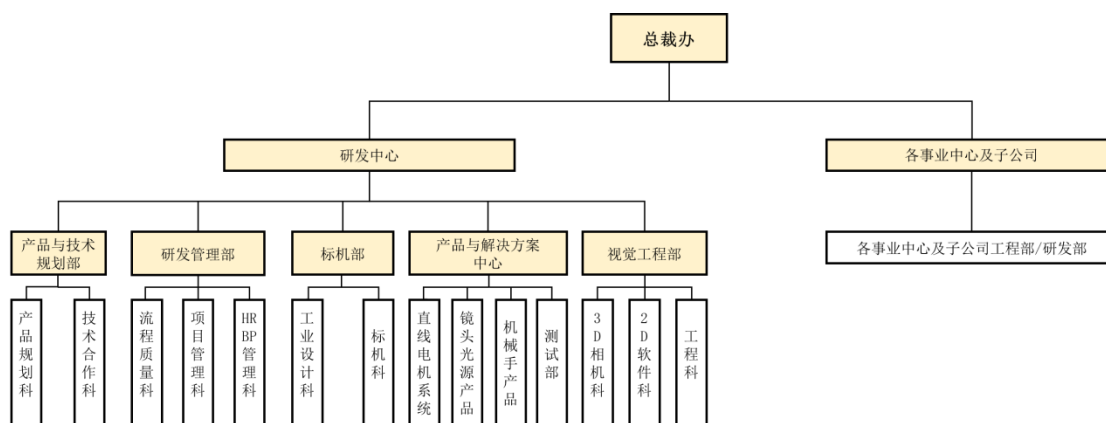 总裁办
研发中心
各事业中心及子公司
产品与技术
规划部
研发管理部
标机部
产品与解决方案
中心
视觉工程部
各事业中心及子公司工程部/研发部
产品规划科
技术合作科
流程质量科
项目管理科
HRBP管理科
工业设计科
标机科
直线电机系统
镜头光源产品
机械手产品
测试部
3D相机科
2D软件科
工程科